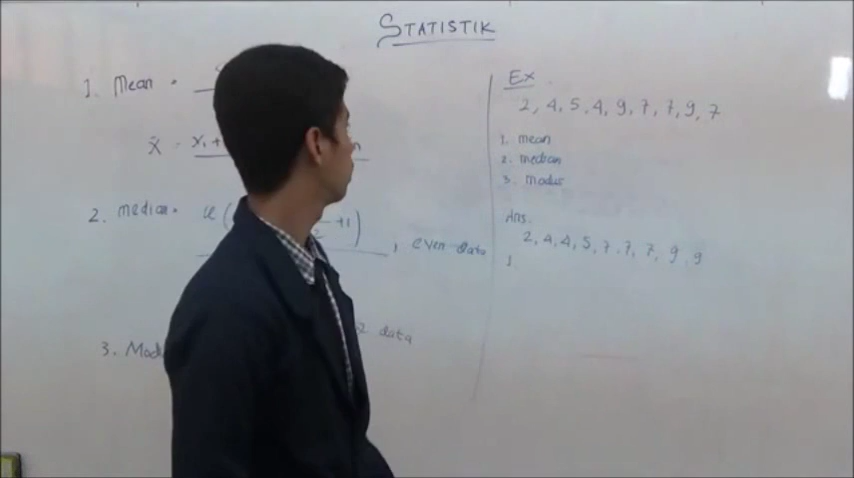 STATISTIK
1. Mean =
x̄ = x₁ +
2. median =
+1)
, even data
3. Mod
data
Ex
2, 4, 5, 4, 9, 7, 7, 9, 7
1. mean
2. median
3. modus
Ans.
2, 4, 4, 5, 7, 7, 7, 9, 9
1.